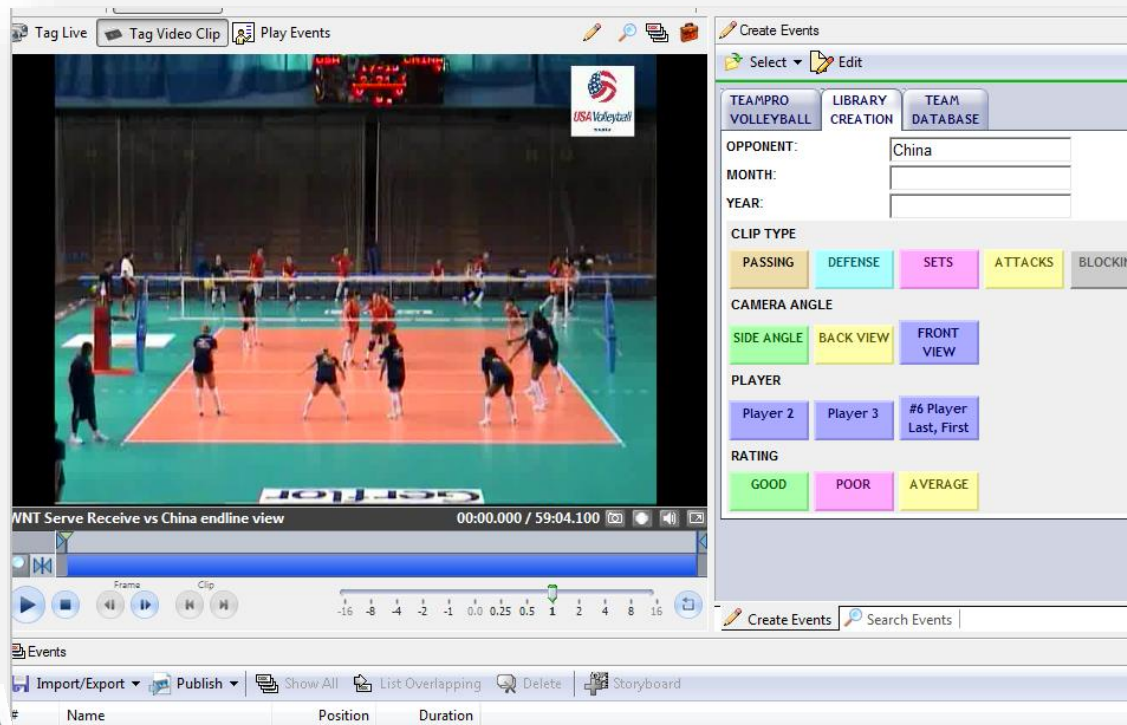 Tag Live Tag Video Clip Play Events
USA CHINA
USA Volleyball
WNT Serve Receive vs China endline view 00:00.000 / 59:04.100
Frame Clip
-16 -8 -4 -2 -1 0.0 0.25 0.5 1 2 4 8 16
Create Events
Select Edit
TEAMPRO VOLLEYBALL LIBRARY CREATION TEAM DATABASE
OPPONENT: China
MONTH:
YEAR:
CLIP TYPE
PASSING DEFENSE SETS ATTACKS BLOCKIN
CAMERA ANGLE
SIDE ANGLE BACK VIEW FRONT VIEW
PLAYER
Player 2 Player 3 #6 Player Last, First
RATING
GOOD POOR AVERAGE
Create Events Search Events
Events
Import/Export Publish Show All List Overlapping Delete Storyboard
# Name Position Duration